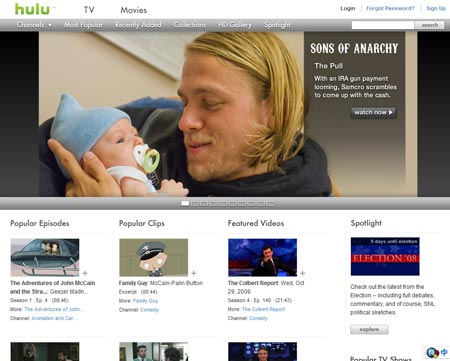 hulu TV Movies Login | Forgot Password? | Sign Up
Channels Most Popular Recently Added Collections HD Gallery Spotlight search
SONS OF ANARCHY
The Pull
With an IRA gun payment
looming, Samcro scrambles
to come up with the cash.
watch now
Popular Episodes
The Adventures of John McCain
and the Stra...
Season 1 : Ep. 4 (08:46)
More: The Adventures of John...
Channel: Animation and Car...
Popular Clips
Family Guy: McCain-Palin Button
Excerpt (00:44)
More: Family Guy
Channel: Comedy
Featured Videos
The Colbert Report: Wed, Oct
29, 2008
Season 4 : Ep. 140 (21:43)
More: The Colbert Report
Channel: Comedy
Spotlight
5 days until election
ELECTION '08
Check out the latest from the
Election – including full debates,
commentary, and of course, SNL
political sketches.
explore
Popular TV Shows